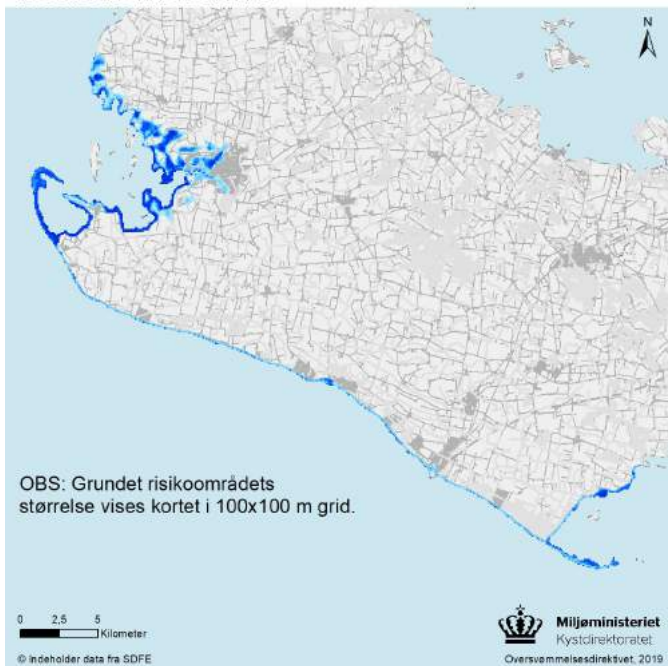 N
OBS: Grundet risikoområdets
størrelse vises kortet i 100x100 m grid.
0 2,5 5
Kilometer
Miljøministeriet
Kystdirektoratet
© Indeholder data fra SDFE
Oversvømmelsesdirektivet, 2019